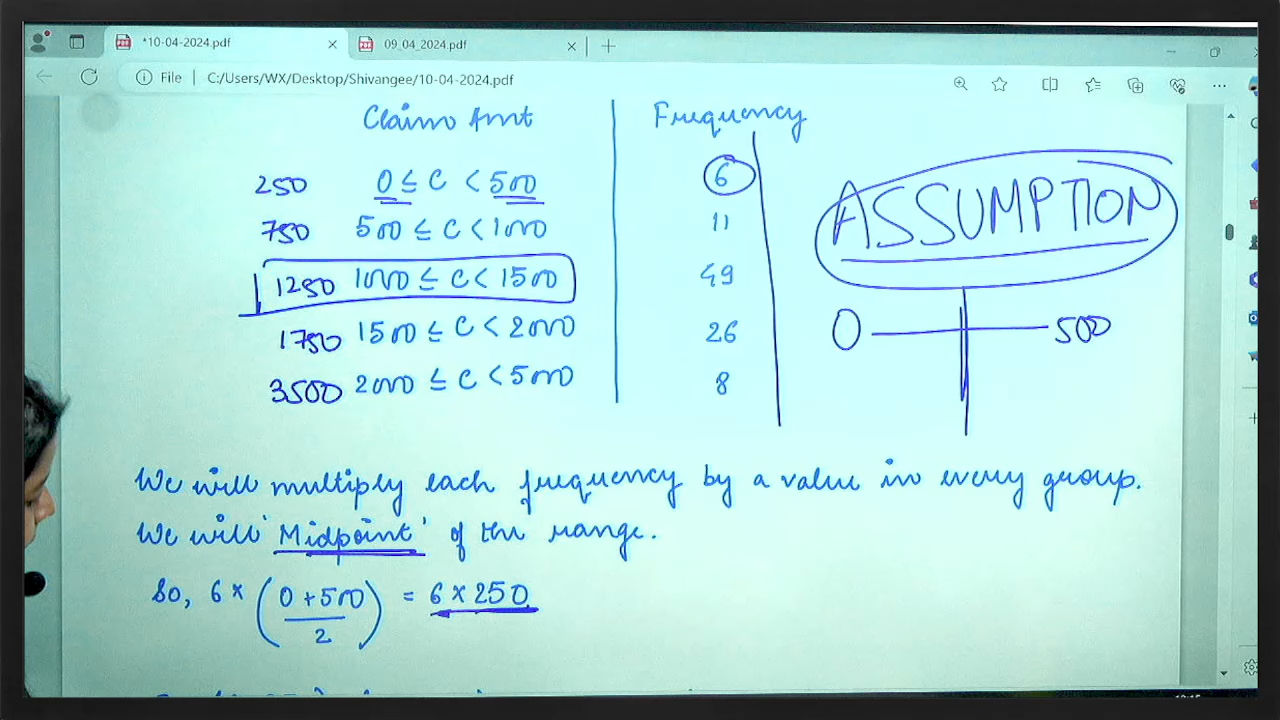 *10-04-2024.pdf
09_04_2024.pdf
File C:/Users/WX/Desktop/Shivangee/10-04-2024.pdf
Claim Amt Frequency
250 0 ≤ C < 500 6
750 500 ≤ C < 1000 11
1250 1000 ≤ C < 1500 49
1750 1500 ≤ C < 2000 26
3500 2000 ≤ C < 5000 8
ASSUMPTION
0 500
We will multiply each frequency by a value in every group.
We will 'Midpoint' of the range.
So, 6 × (0 + 500 / 2) = 6 × 250